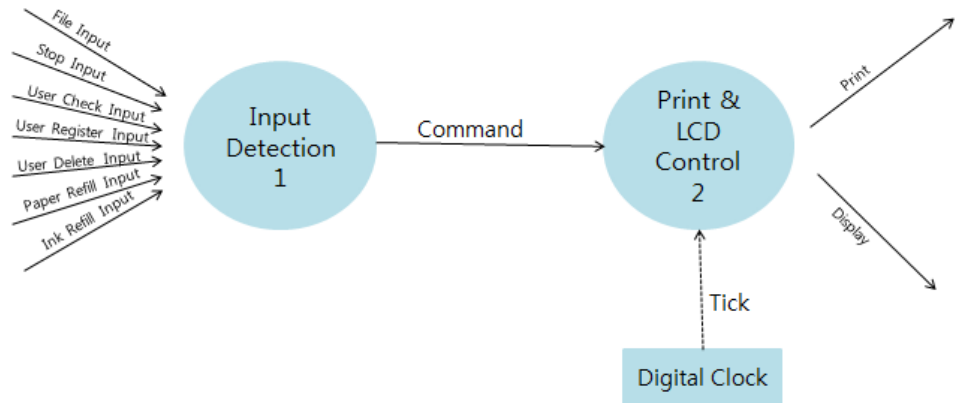 File Input
Stop Input
User Check Input
User Register Input
User Delete Input
Paper Refill Input
Ink Refill Input
Input
Detection
1
Command
Print &
LCD
Control
2
Print
Display
Tick
Digital Clock